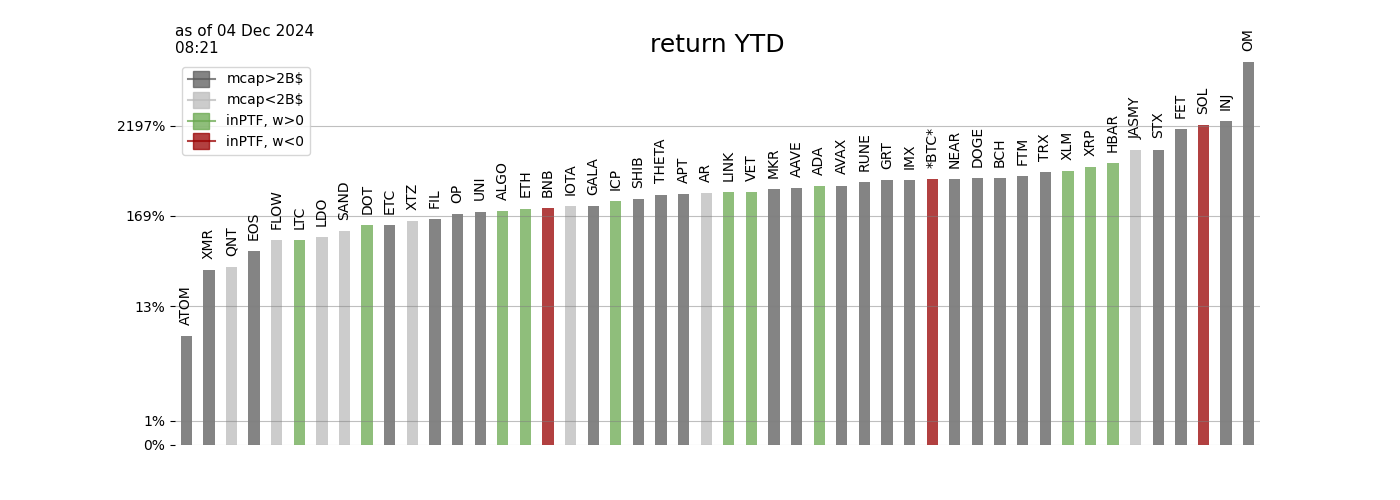 as of 04 Dec 2024
08:21
return YTD
mcap>2B$
mcap<2B$
inPTF, w>0
inPTF, w<0
2197%
169%
13%
1%
0%
ATOM
XMR
QNT
EOS
FLOW
LTC
LDO
SAND
DOT
ETC
XTZ
FIL
OP
UNI
ALGO
ETH
BNB
IOTA
GALA
ICP
SHIB
THETA
APT
AR
LINK
VET
MKR
AAVE
ADA
AVAX
RUNE
GRT
IMX
*BTC*
NEAR
DOGE
BCH
FTM
TRX
XLM
XRP
HBAR
JASMY
STX
FET
SOL
INJ
OM